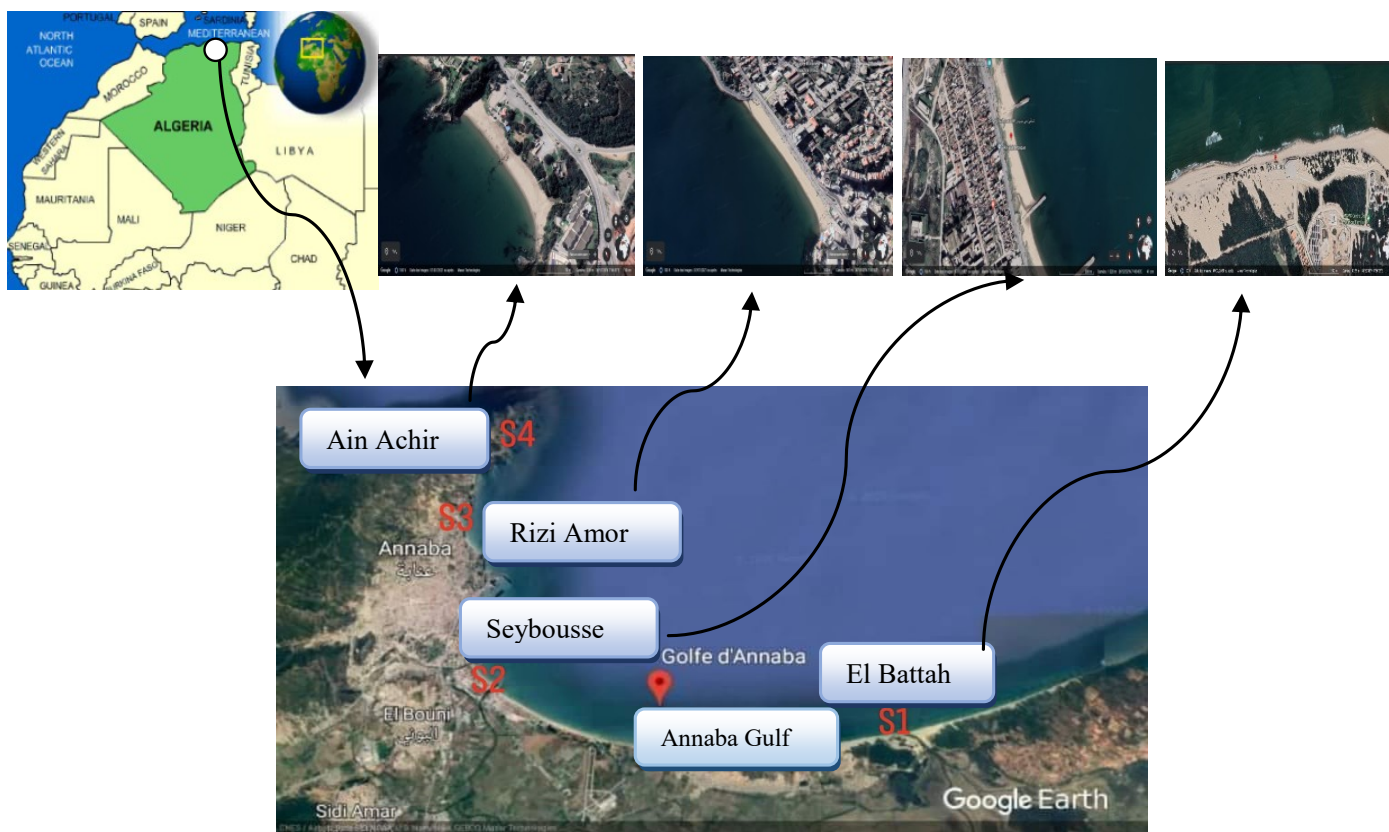 PORTUGAL
SPAIN
SARDINIA
NORTH
ATLANTIC
OCEAN
MEDITERRANEAN
MOROCCO
TUNISIA
ALGERIA
LIBYA
WESTERN
SAHARA
MAURITANIA
MALI
NIGER
CHAD
SENEGAL
GUINEA
BURKINA FASO
Ain Achir
S4
S3
Rizi Amor
Annaba
عنابة
Seybousse
S2
Golfe d'Annaba
El Battah
S1
El Bouni
البوني
Annaba Gulf
Sidi Amar
Google Earth